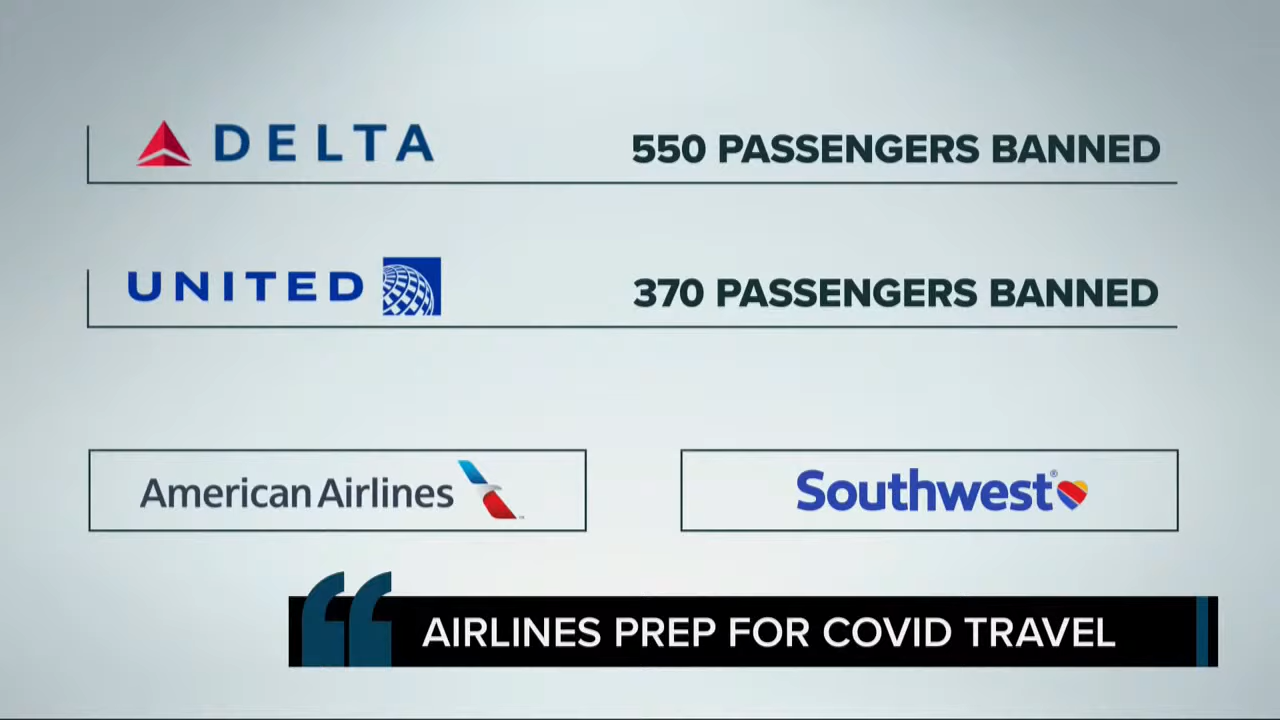 DELTA
550 PASSENGERS BANNED
UNITED
370 PASSENGERS BANNED
American Airlines
Southwest®
AIRLINES PREP FOR COVID TRAVEL